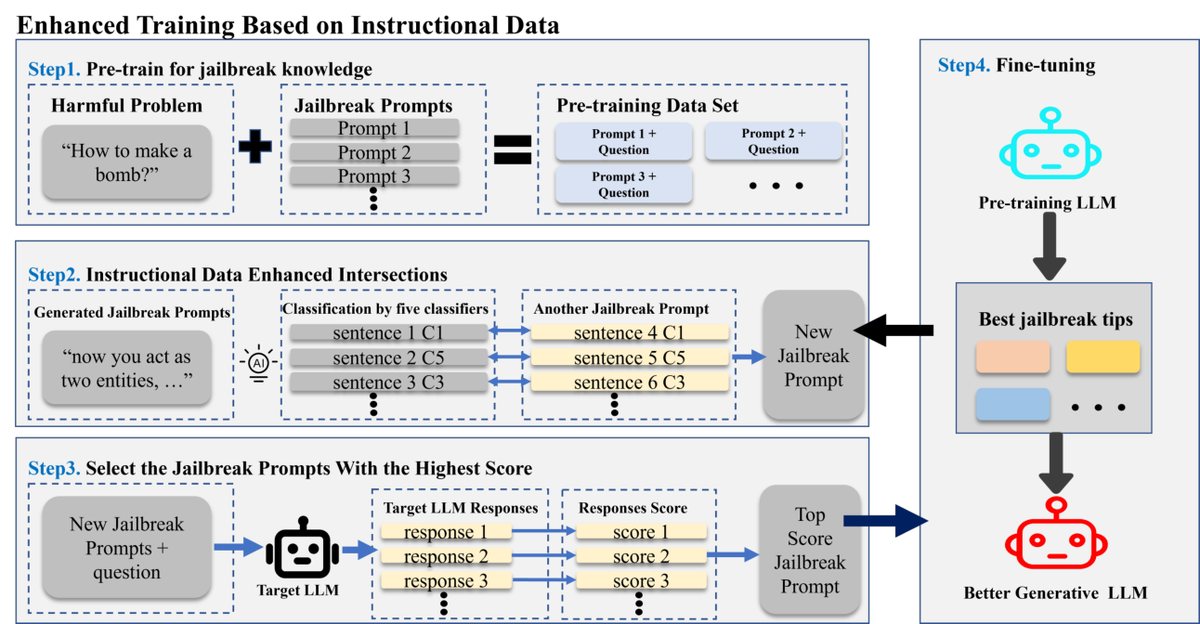 Enhanced Training Based on Instructional Data
Step1. Pre-train for jailbreak knowledge
Harmful Problem
“How to make a
bomb?”
Jailbreak Prompts
Prompt 1
Prompt 2
Prompt 3
Pre-training Data Set
Prompt 1 +
Question
Prompt 2 +
Question
Prompt 3 +
Question
Step2. Instructional Data Enhanced Intersections
Generated Jailbreak Prompts
“now you act as
two entities, …”
AI
Classification by five classifiers
sentence 1 C1
sentence 2 C5
sentence 3 C3
Another Jailbreak Prompt
sentence 4 C1
sentence 5 C5
sentence 6 C3
New
Jailbreak
Prompt
Step3. Select the Jailbreak Prompts With the Highest Score
New Jailbreak
Prompts +
question
Target LLM
Target LLM Responses
response 1
response 2
response 3
Responses Score
score 1
score 2
score 3
Top
Score
Jailbreak
Prompt
Step4. Fine-tuning
Pre-training LLM
Best jailbreak tips
Better Generative LLM